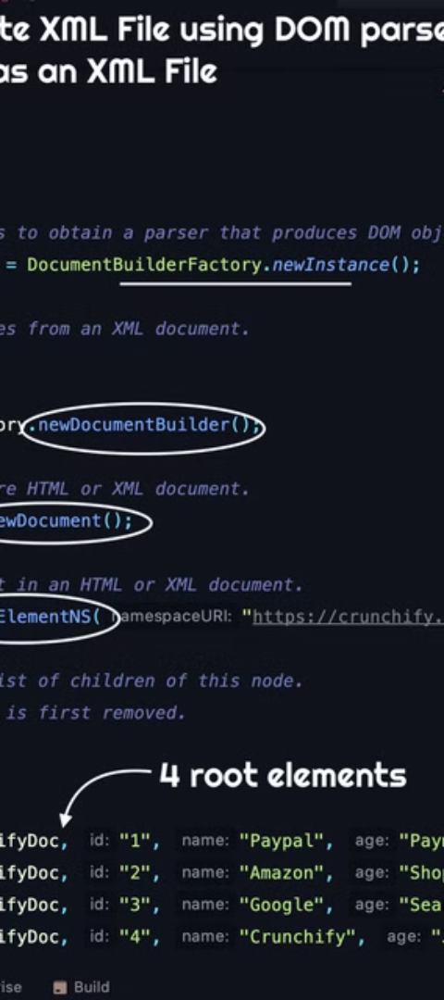 te XML File using DOM parse
as an XML File
s to obtain a parser that produces DOM obj
= DocumentBuilderFactory.newInstance();
es from an XML document.
ory.newDocumentBuilder();
re HTML or XML document.
ewDocument();
t in an HTML or XML document.
ElementNS( namespaceURI: "https://crunchify.
ist of children of this node.
is first removed.
4 root elements
ifyDoc, id: "1", name: "Paypal", age: "Payn
ifyDoc, id: "2", name: "Amazon", age: "Shop
ifyDoc, id: "3", name: "Google", age: "Sea
ifyDoc, id: "4", name: "Crunchify", age: "
rise Build